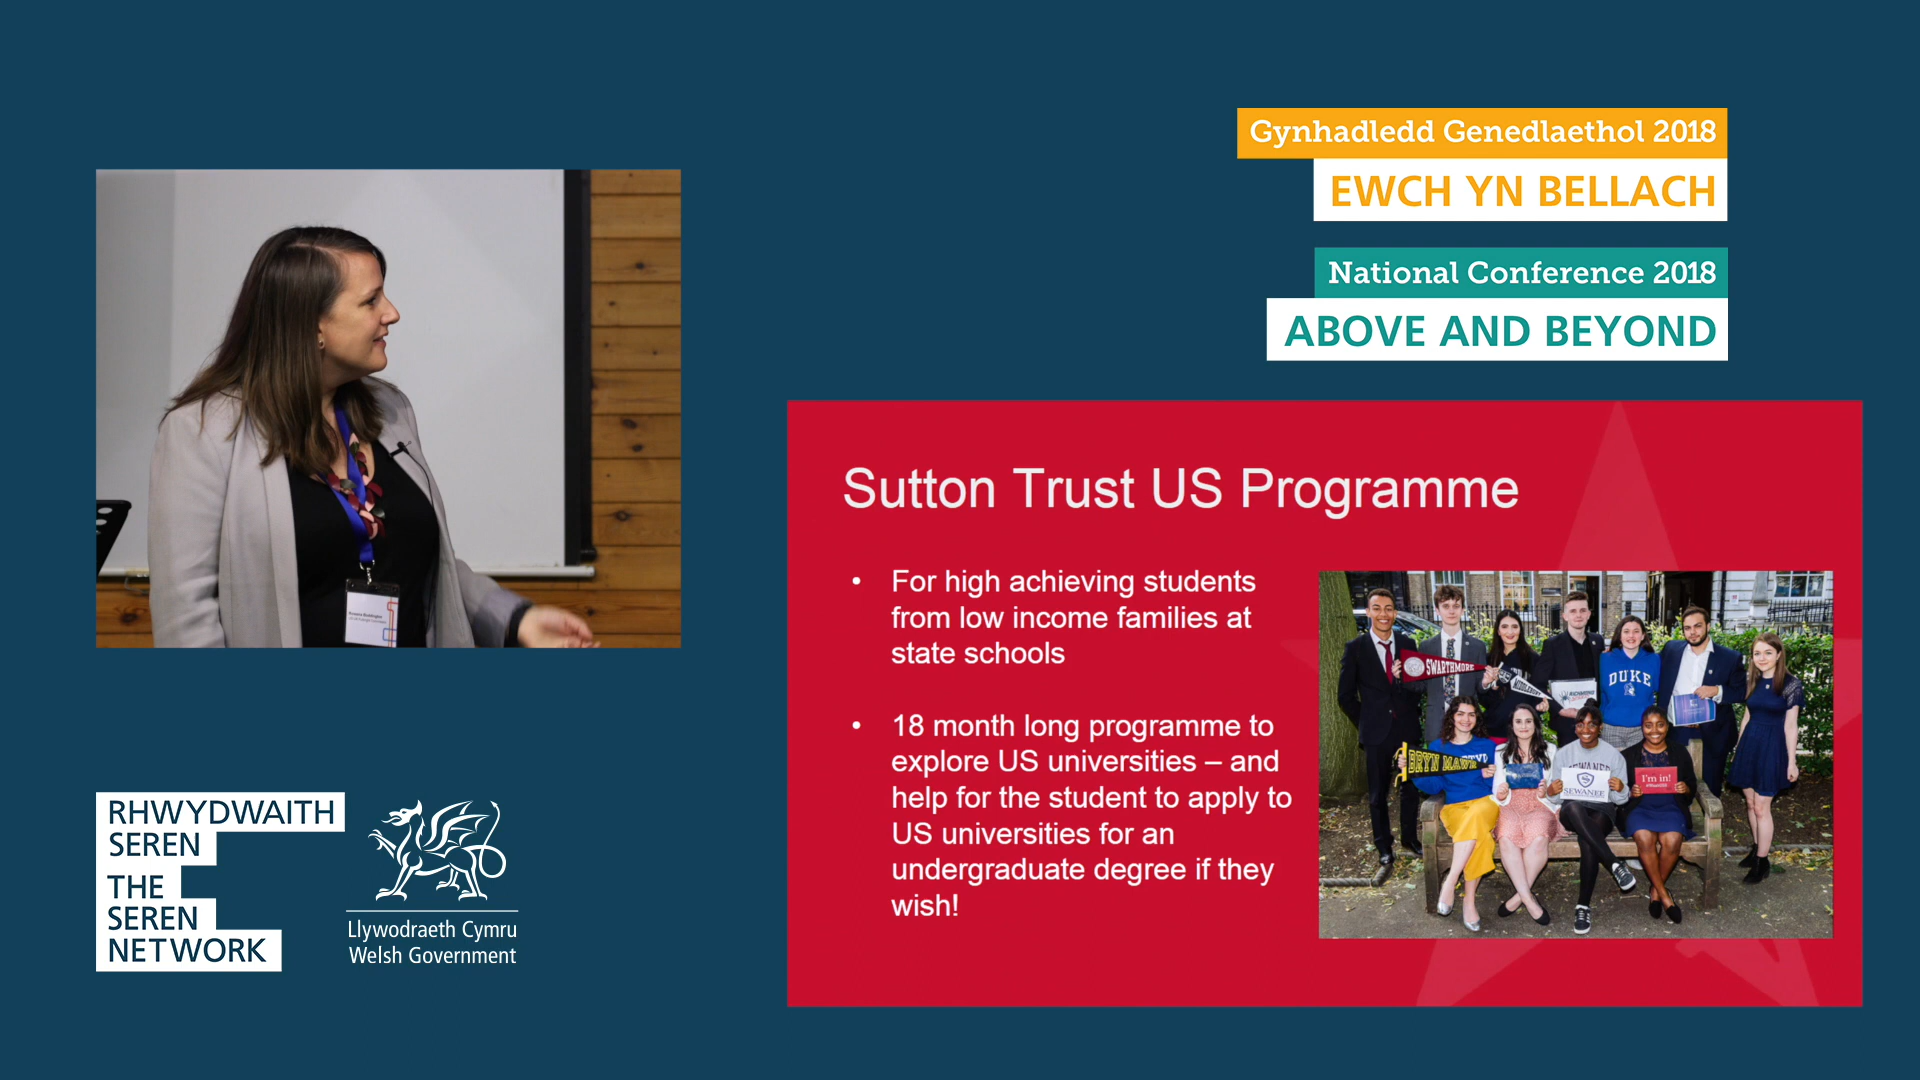 Gynhadledd Genedlaethol 2018
EWCH YN BELLACH
National Conference 2018
ABOVE AND BEYOND
Sutton Trust US Programme
• For high achieving students
from low income families at
state schools
• 18 month long programme to
explore US universities – and
help for the student to apply to
US universities for an
undergraduate degree if they
wish!
SWARTHMORE
RICHMOND
DUKE
BRYN MAWR
SEWANEE
I'm in!
RHWYDWAITH
SEREN
THE
SEREN
NETWORK
Llywodraeth Cymru
Welsh Government